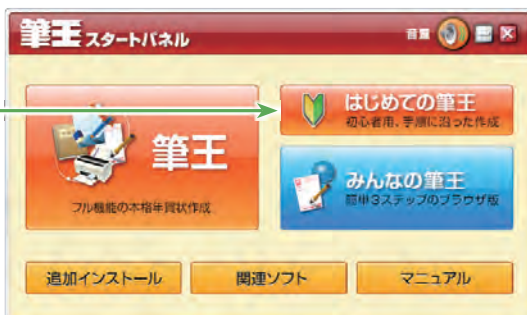 筆王 スタートパネル
音量
筆王
フル機能の本格年賀状作成
はじめての筆王
初心者用、手順に沿った作成
みんなの筆王
簡単3ステップのブラウザ版
追加インストール
関連ソフト
マニュアル